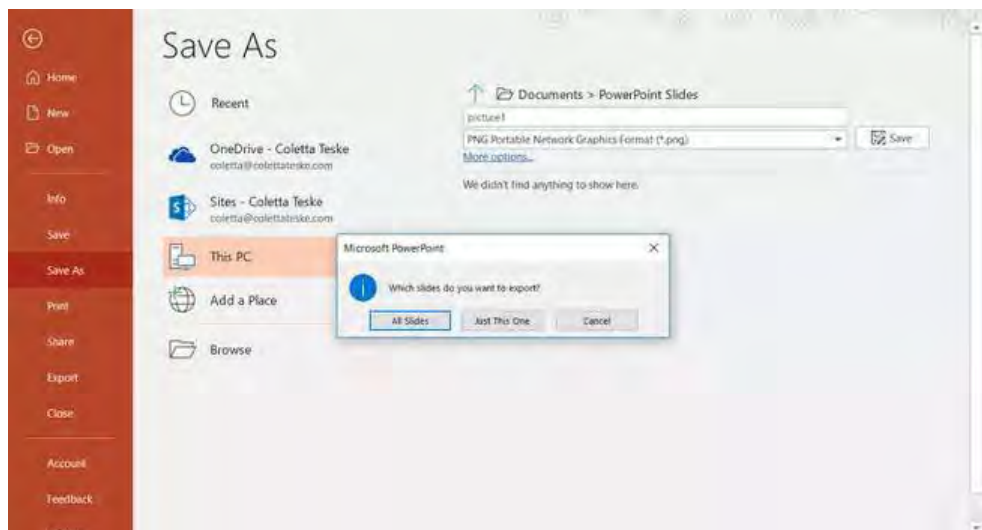 Save As
Home
New
Open
Info
Save
Save As
Print
Share
Export
Close
Account
Feedback
Recent
OneDrive - Coletta Teske
coletta@colettateske.com
Sites - Coletta Teske
coletta@colettateske.com
This PC
Add a Place
Browse
Documents > PowerPoint Slides
picture1
PNG Portable Network Graphics Format (*.png)
Save
More options...
We didn't find anything to show here.
Microsoft PowerPoint
Which slides do you want to export?
All Slides
Just This One
Cancel